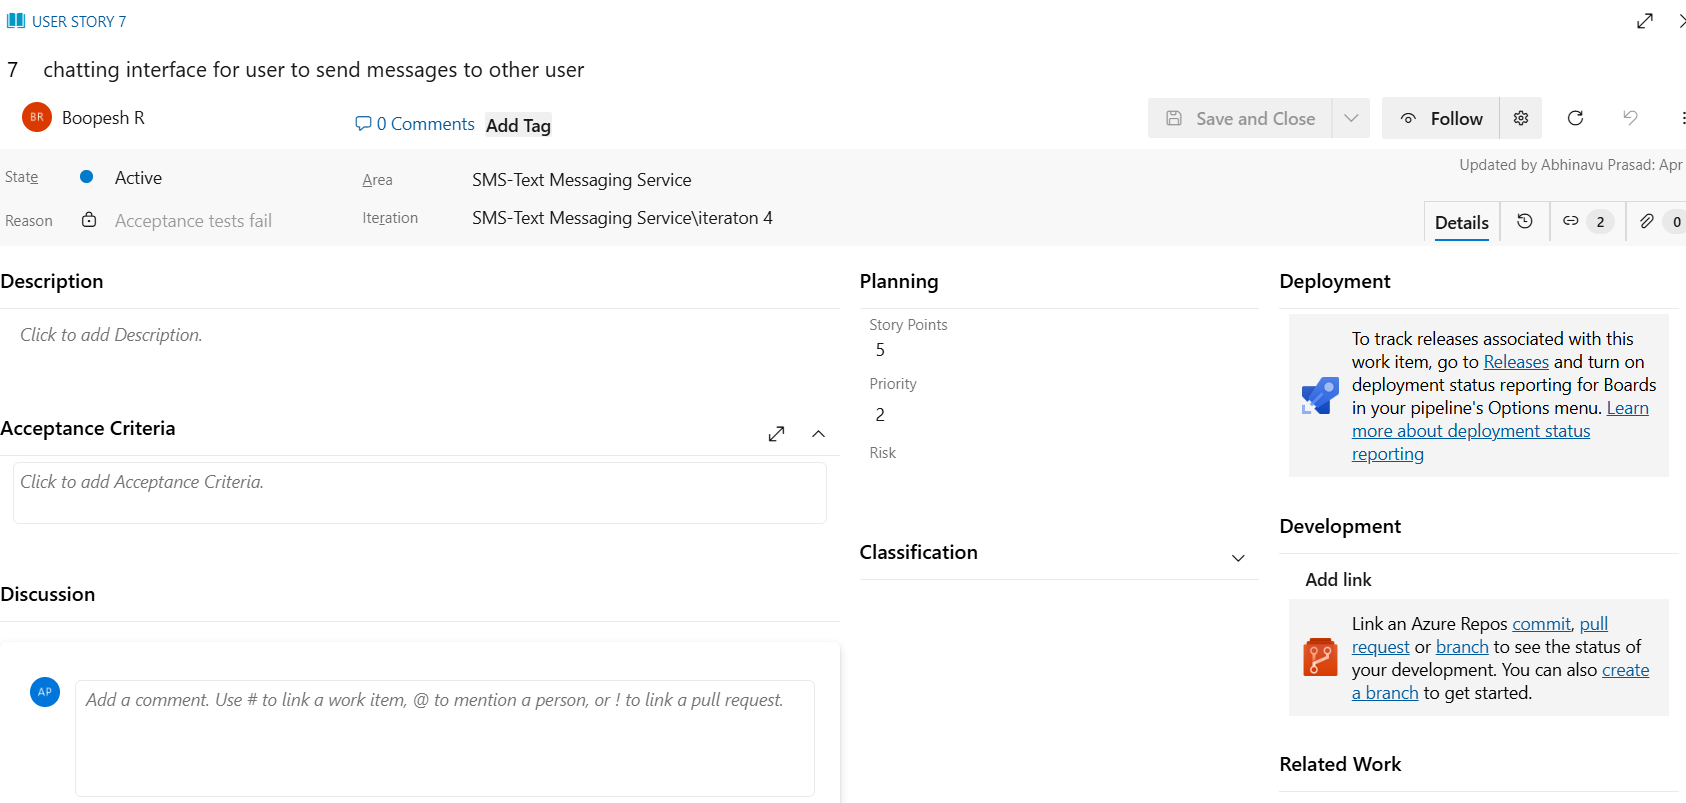 USER STORY 7
7 chatting interface for user to send messages to other user
BR Boopesh R
0 Comments Add Tag
Save and Close Follow
State Active
Area SMS-Text Messaging Service
Updated by Abhinavu Prasad: Apr
Reason Acceptance tests fail
Iteration SMS-Text Messaging Service\iteraton 4
Details 2 0
Description
Click to add Description.
Acceptance Criteria
Click to add Acceptance Criteria.
Discussion
AP
Add a comment. Use # to link a work item, @ to mention a person, or ! to link a pull request.
Planning
Story Points
5
Priority
2
Risk
Classification
Deployment
To track releases associated with this
work item, go to Releases and turn on
deployment status reporting for Boards
in your pipeline's Options menu. Learn
more about deployment status
reporting
Development
Add link
Link an Azure Repos commit, pull
request or branch to see the status of
your development. You can also create
a branch to get started.
Related Work